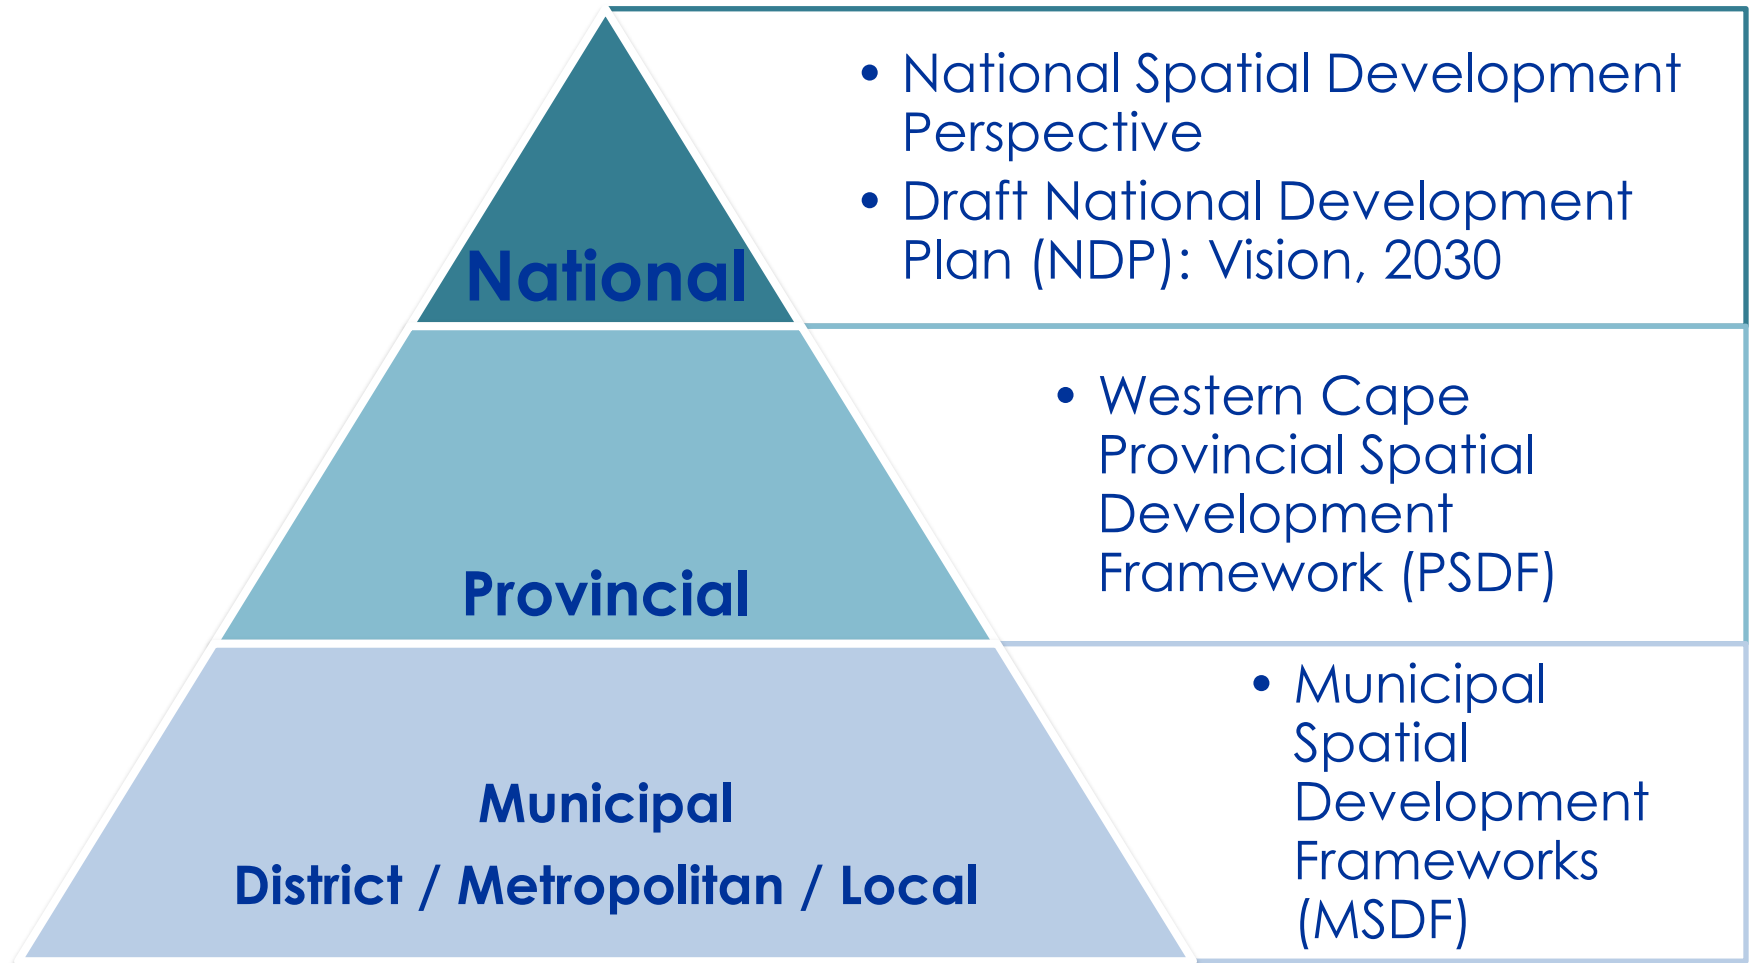 National
• National Spatial Development
Perspective
• Draft National Development
Plan (NDP): Vision, 2030
Provincial
• Western Cape
Provincial Spatial
Development
Framework (PSDF)
Municipal
District / Metropolitan / Local
• Municipal
Spatial
Development
Frameworks
(MSDF)